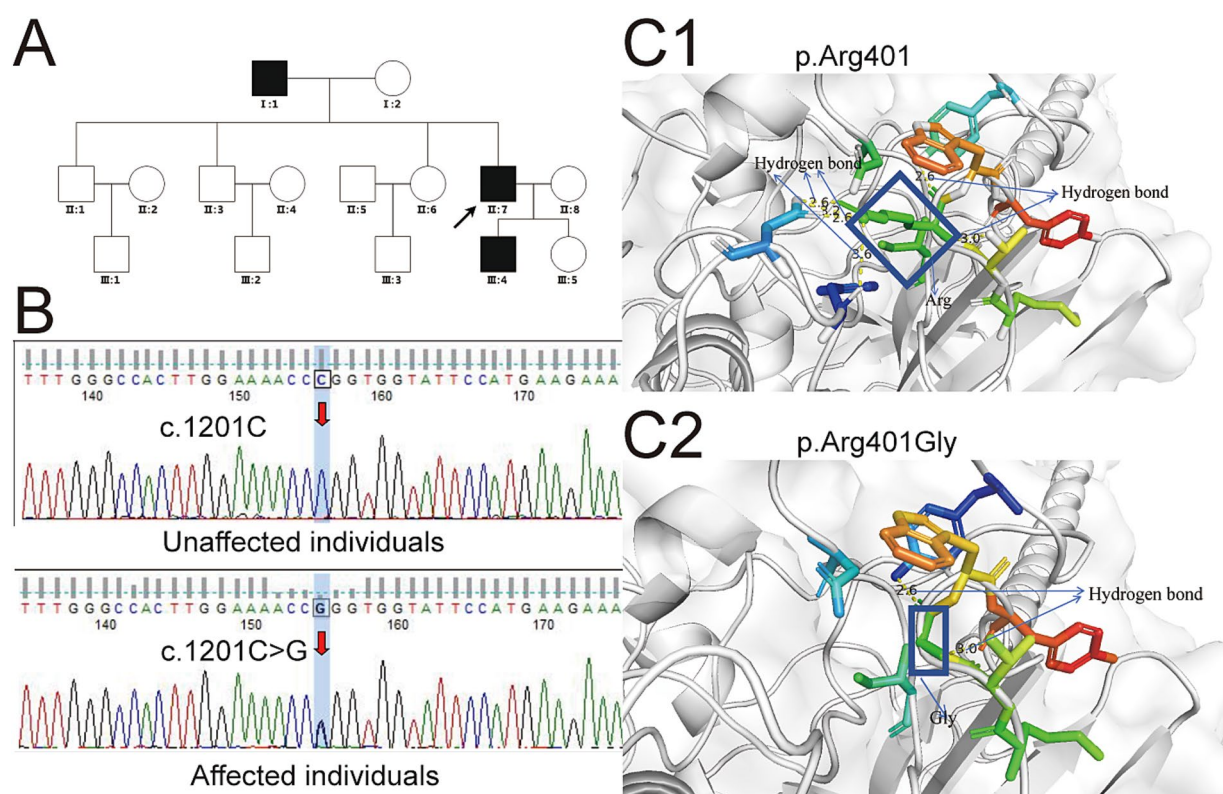 A
I:1
I:2
II:1
II:2
II:3
II:4
II:5
II:6
II:7
II:8
III:1
III:2
III:3
III:4
III:5
B
TTTGGGCCACTTGGAAAACCCGGTGGTATTCCATGAAGAAA
140 150 160 170
c.1201C
Unaffected individuals
TTTGGGCCACTTGGAAAACCGGGTGGTATTCCATGAAGAAA
140 150 160 170
c.1201C>G
Affected individuals
C1
p.Arg401
Hydrogen bond
2.6
Hydrogen bond
2.6
3.2
2.6
3.0
3.6
Arg
C2
p.Arg401Gly
2.6
Hydrogen bond
3.0
Gly